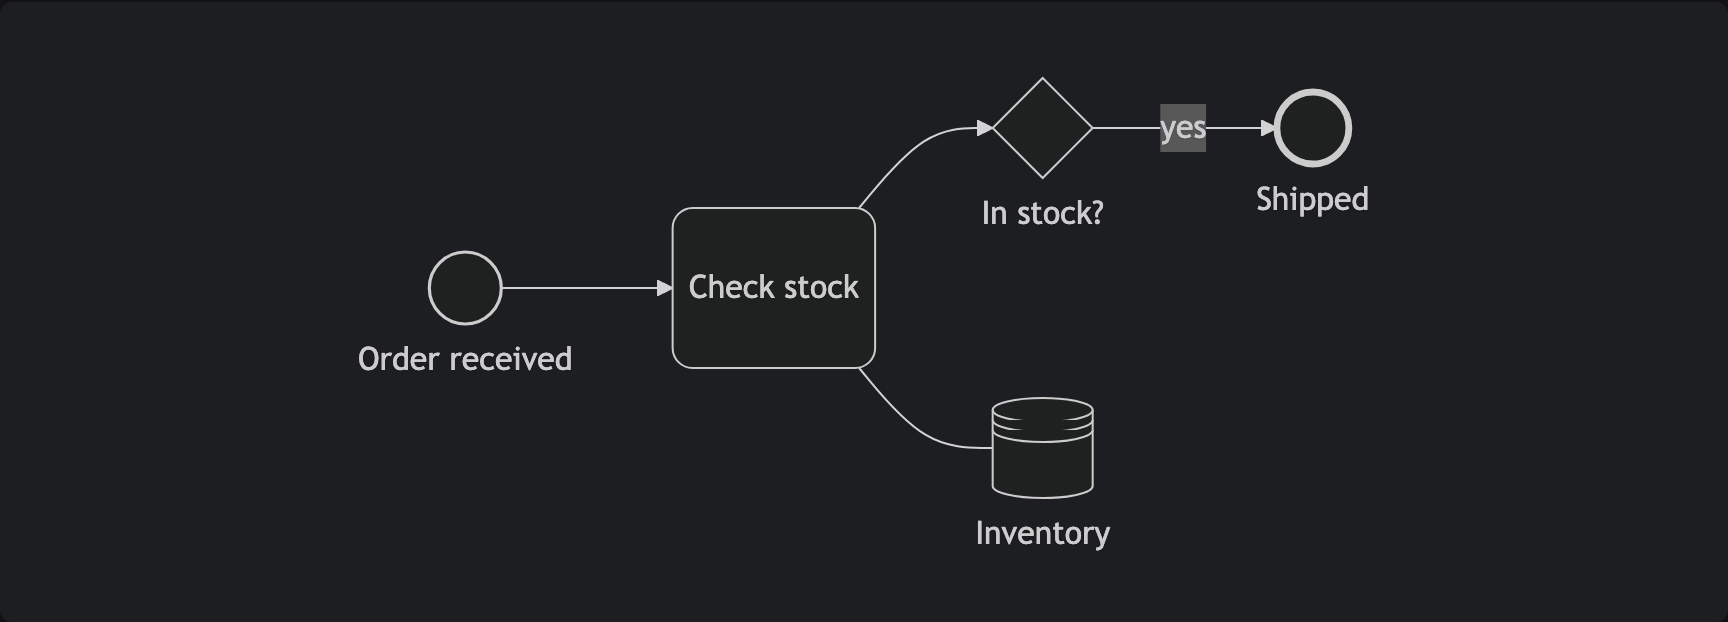 Order received
Check stock
In stock?
yes
Shipped
Inventory